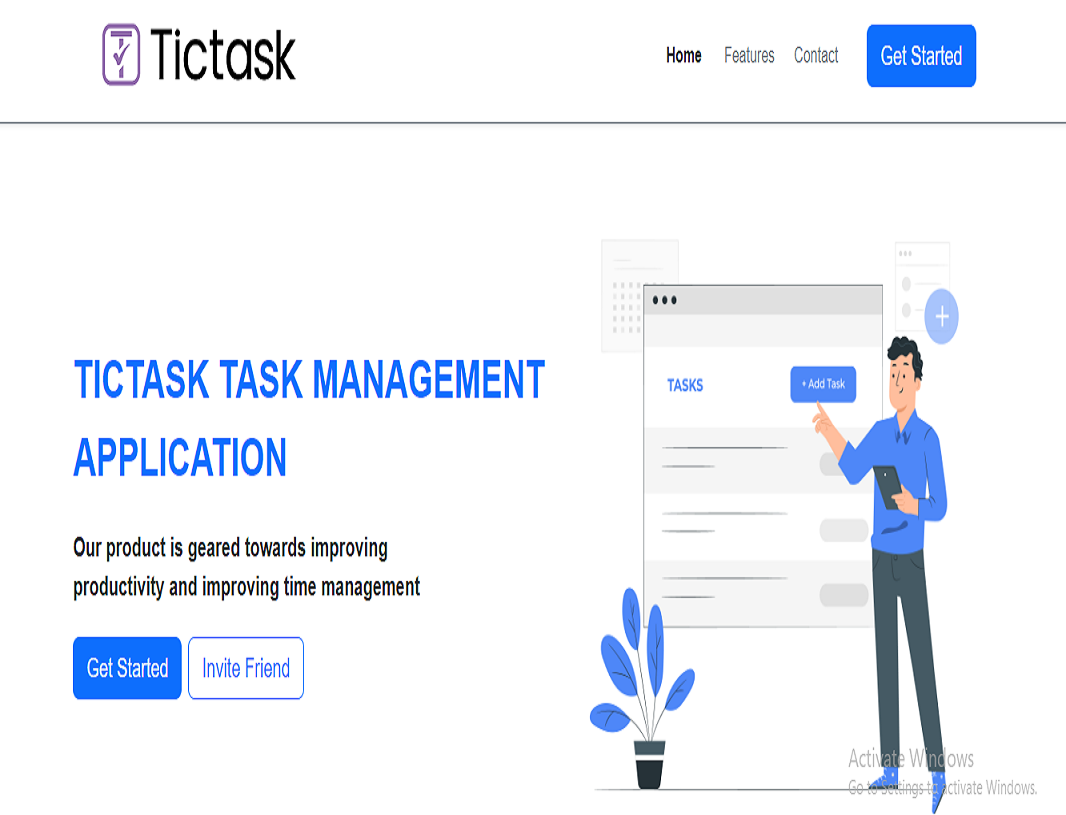 Tictask
Home Features Contact Get Started
TICTASK TASK MANAGEMENT
APPLICATION
Our product is geared towards improving
productivity and improving time management
Get Started Invite Friend
TASKS + Add Task
Activate Windows
Go to Settings to activate Windows.